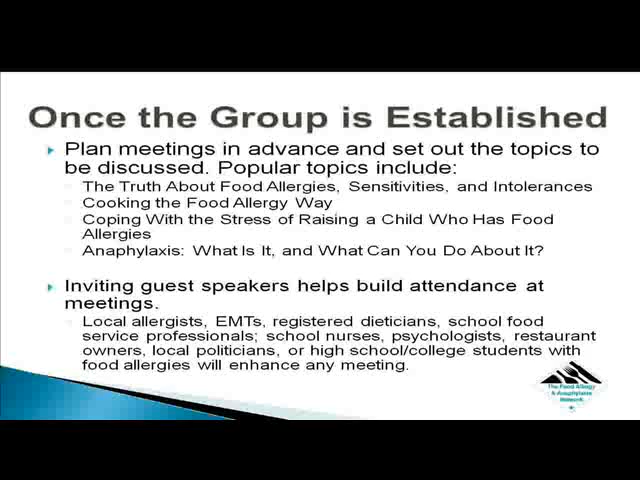 Once the Group is Established
Plan meetings in advance and set out the topics to
be discussed. Popular topics include:
The Truth About Food Allergies, Sensitivities, and Intolerances
Cooking the Food Allergy Way
Coping With the Stress of Raising a Child Who Has Food
Allergies
Anaphylaxis: What Is It, and What Can You Do About It?
Inviting guest speakers helps build attendance at
meetings.
Local allergists, EMTs, registered dieticians, school food
service professionals; school nurses, psychologists, restaurant
owners, local politicians, or high school/college students with
food allergies will enhance any meeting.
The Food Allergy
& Anaphylaxis
Network